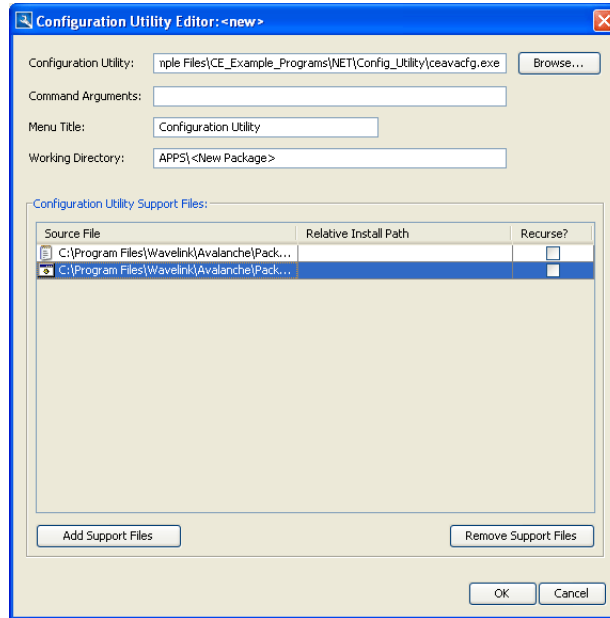 Configuration Utility Editor:<new>
Configuration Utility: nple Files\CE_Example_Programs\NET\Config_Utility\ceavacfg.exe Browse...
Command Arguments:
Menu Title: Configuration Utility
Working Directory: APPS\<New Package>
Configuration Utility Support Files:
Source File Relative Install Path Recurse?
C:\Program Files\Wavelink\Avalanche\Pack...
C:\Program Files\Wavelink\Avalanche\Pack...
Add Support Files Remove Support Files
OK Cancel